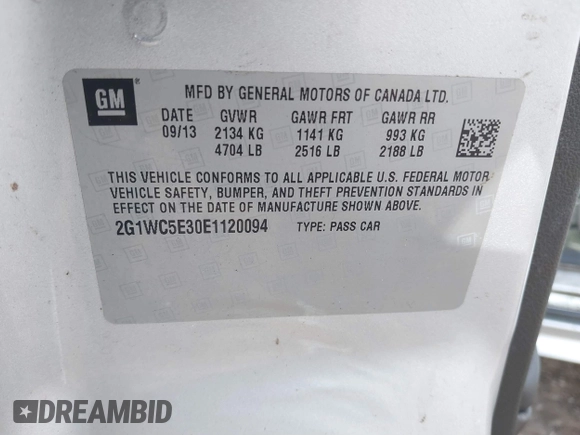 GM
MFD BY GENERAL MOTORS OF CANADA LTD.
DATE GVWR GAWR FRT GAWR RR
09/13 2134 KG 1141 KG 993 KG
4704 LB 2516 LB 2188 LB
THIS VEHICLE CONFORMS TO ALL APPLICABLE U.S. FEDERAL MOTOR
VEHICLE SAFETY, BUMPER, AND THEFT PREVENTION STANDARDS IN
EFFECT ON THE DATE OF MANUFACTURE SHOWN ABOVE.
2G1WC5E30E1120094 TYPE: PASS CAR
DREAMBID